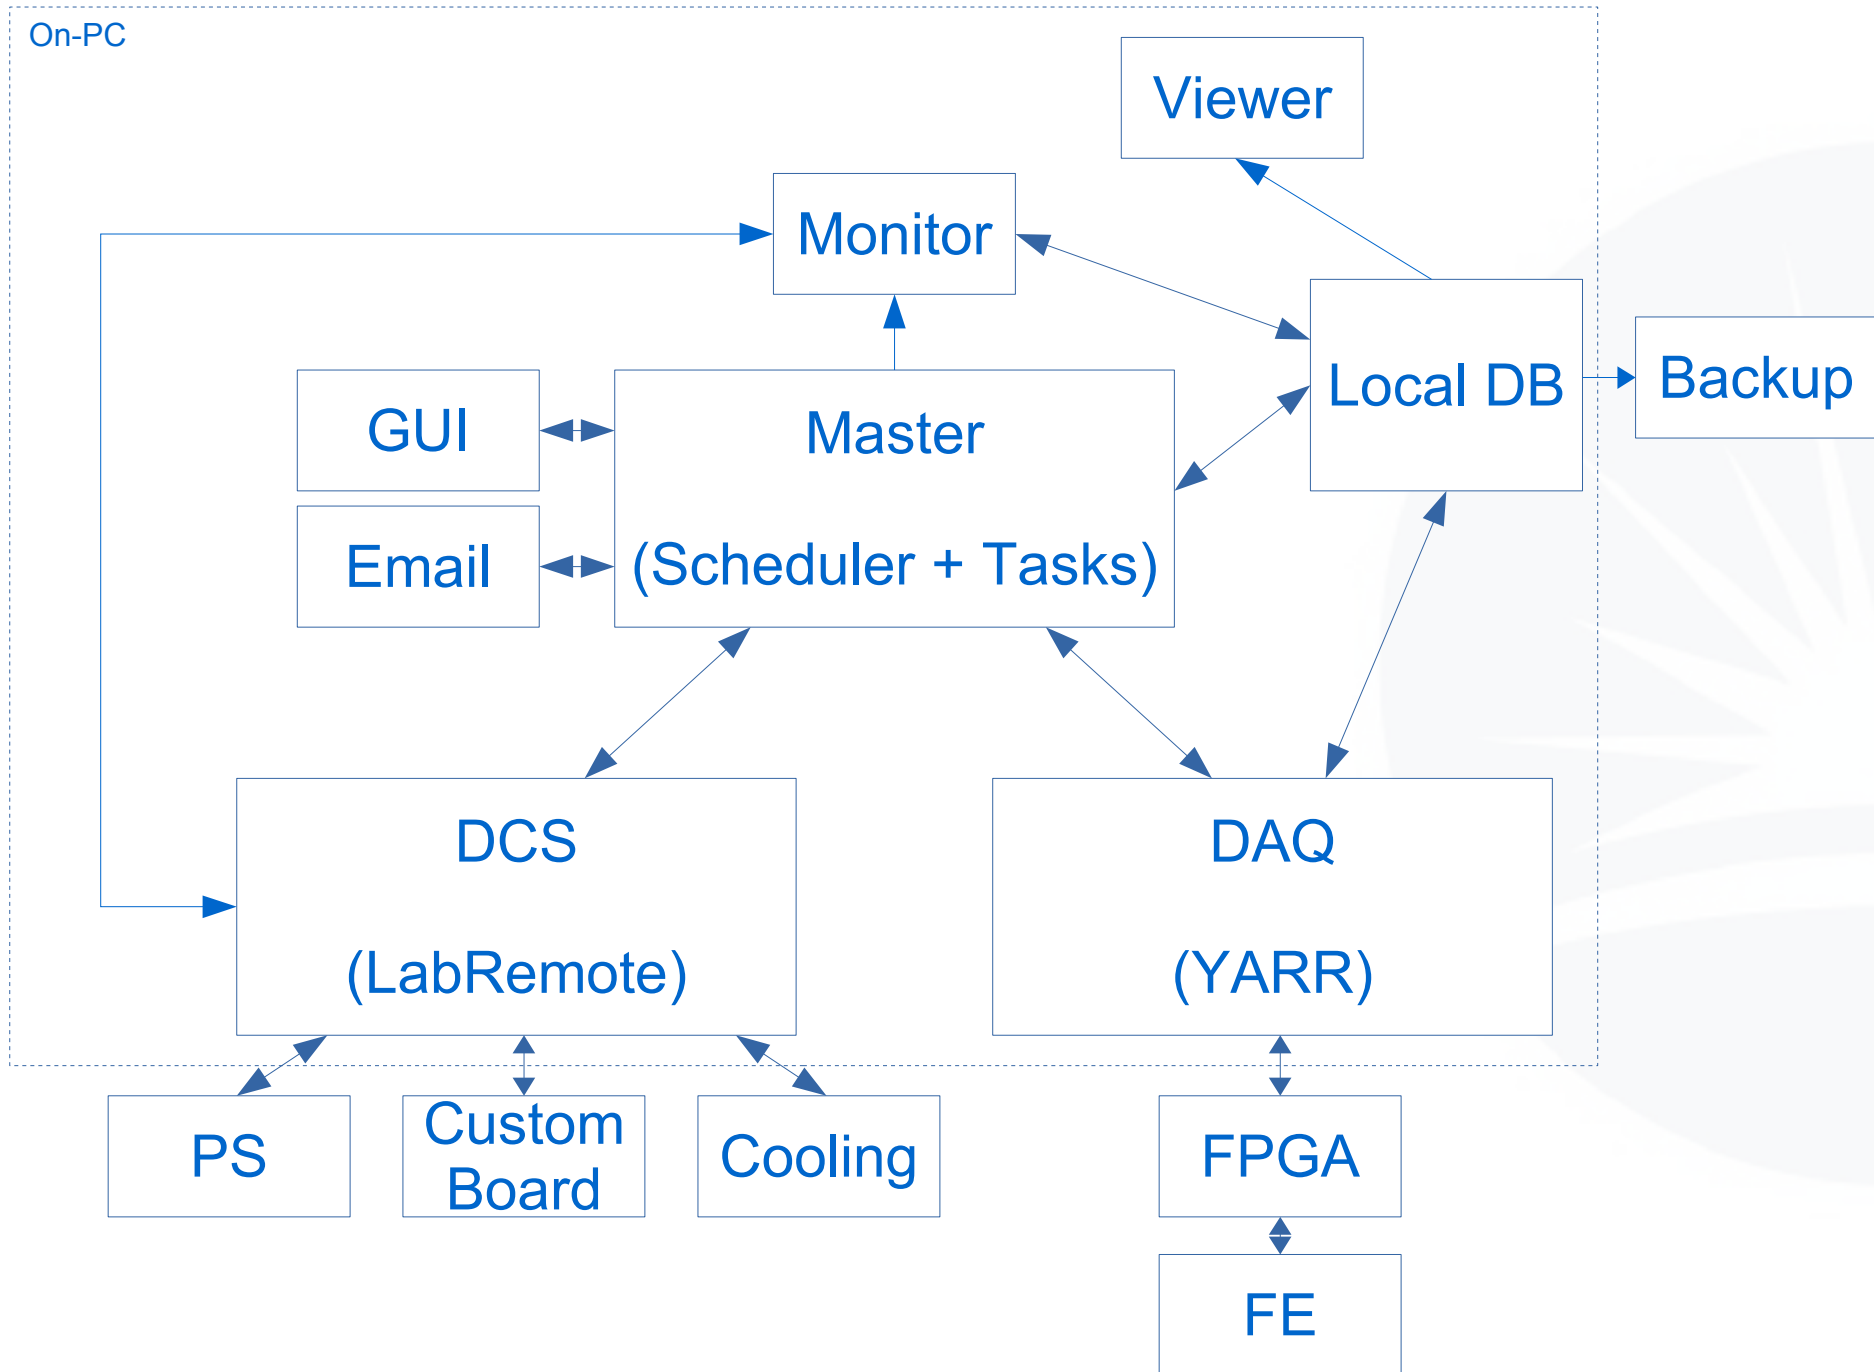 On-PC
Viewer
Monitor
Local DB
Backup
GUI
Master
Email
(Scheduler + Tasks)
DCS
DAQ
(LabRemote)
(YARR)
PS
Custom
Board
Cooling
FPGA
FE